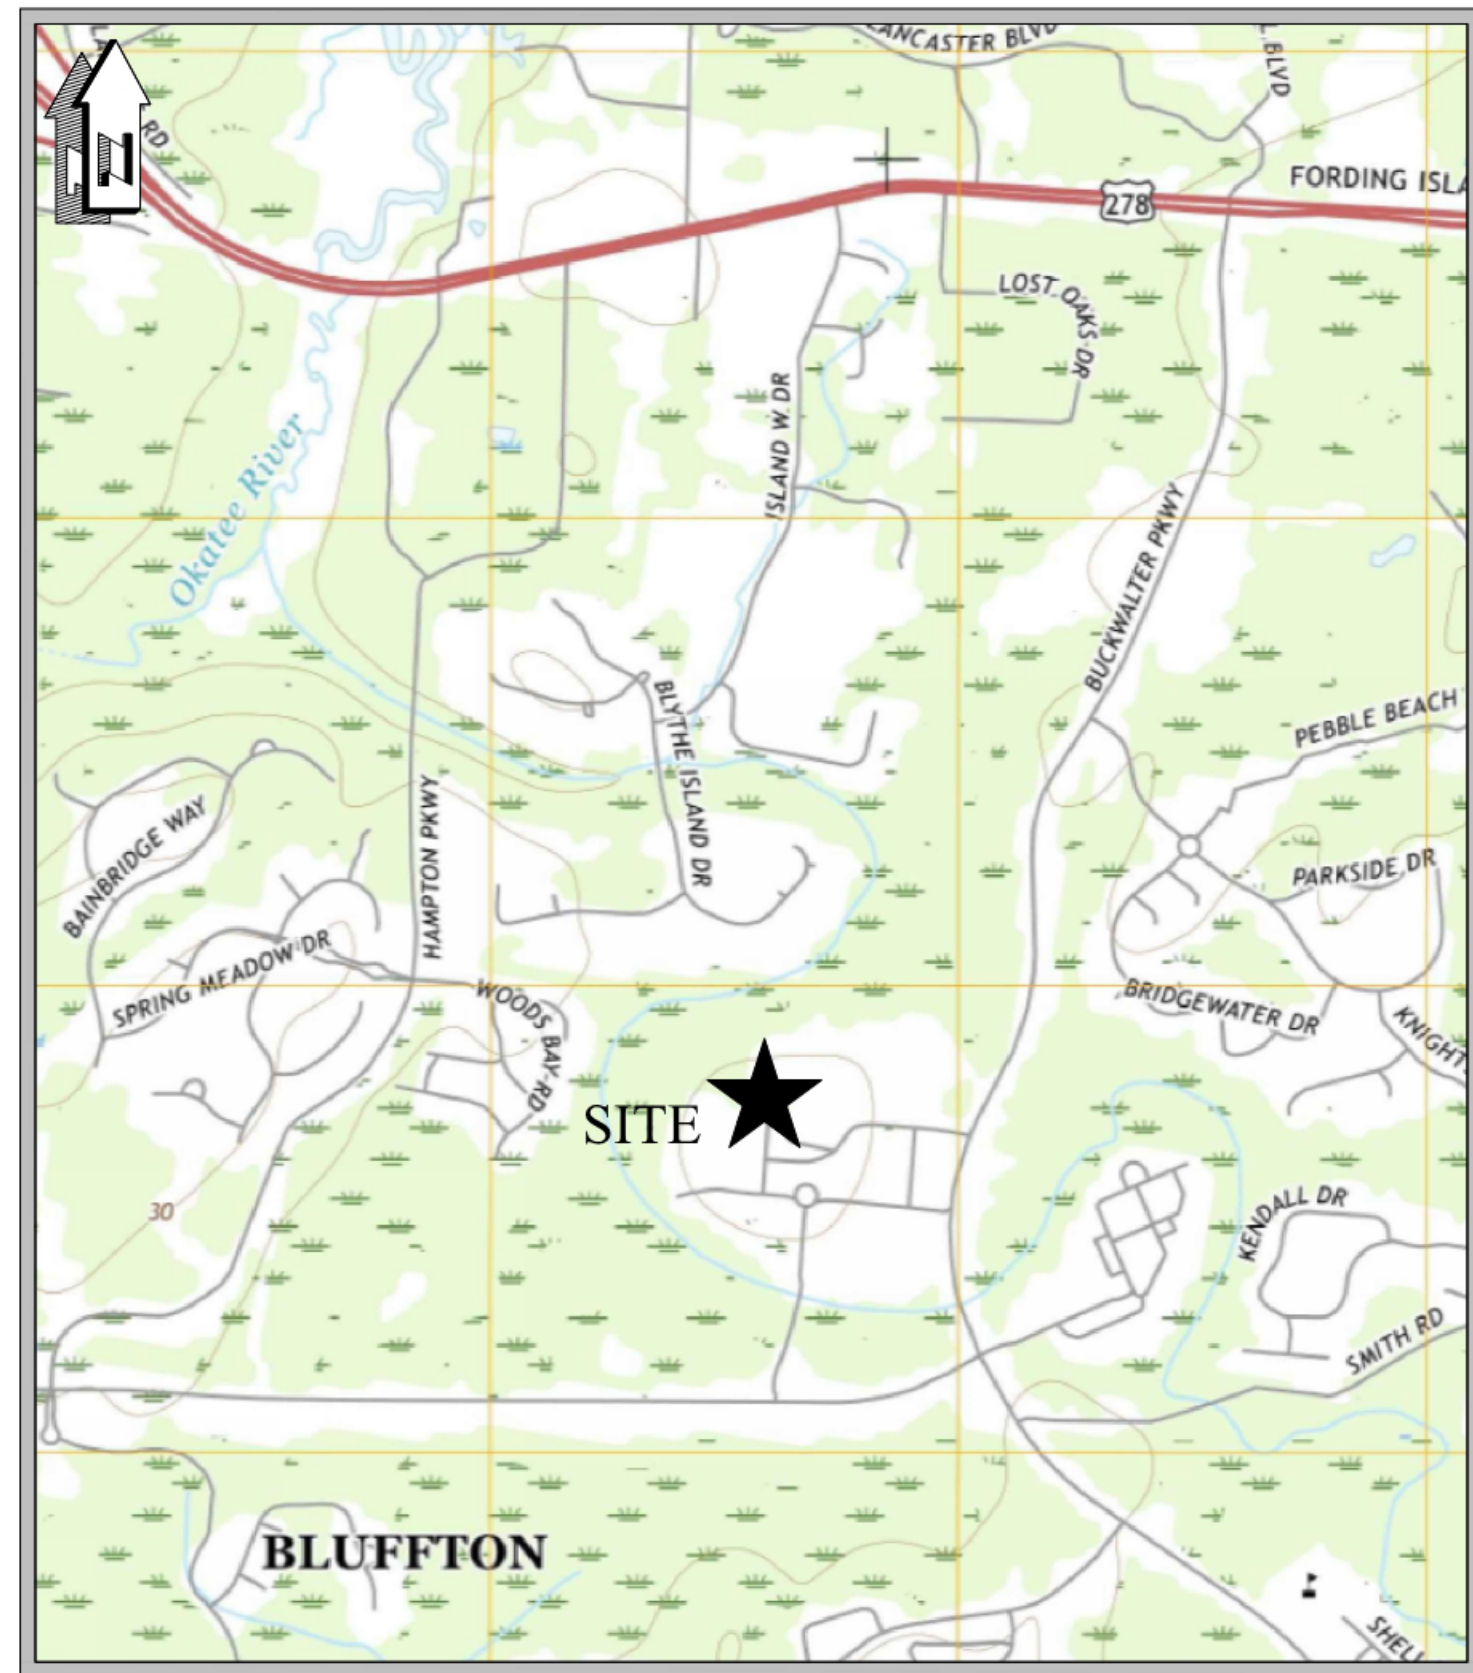 LANCASTER BLVD
BLVD
RD
FORDING ISLA
278
LOST OAKS DR
ISLAND W DR
Okatee River
BUCKWALTER PKWY
BLYTHE ISLAND DR
PEBBLE BEACH
HAMPTON PKWY
BAINBRIDGE WAY
PARKSIDE DR
SPRING MEADOW DR
WOODS BAY RD
BRIDGEWATER DR
KNIGHTS
SITE
30
KENDALL DR
SMITH RD
BLUFFTON
SHELL
N